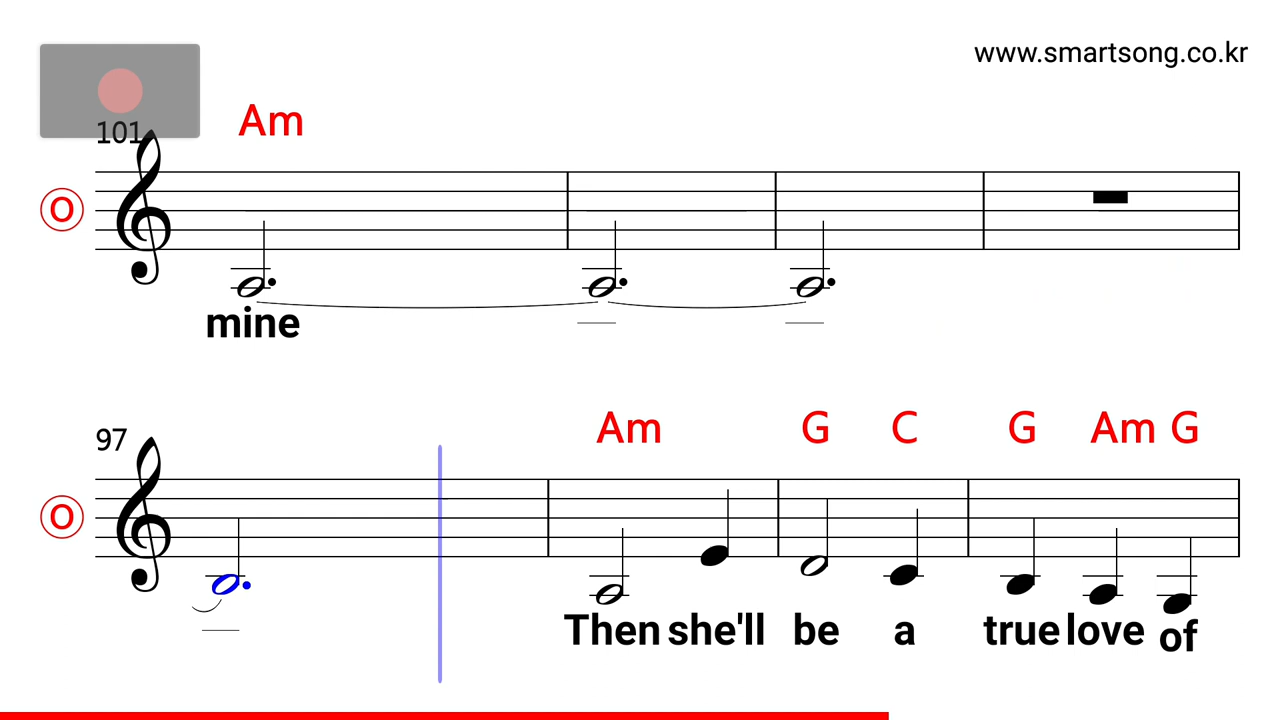 www.smartsong.co.kr
101 Am
O
mine
97 Am G C G Am G
O
Then she'll be a true love of